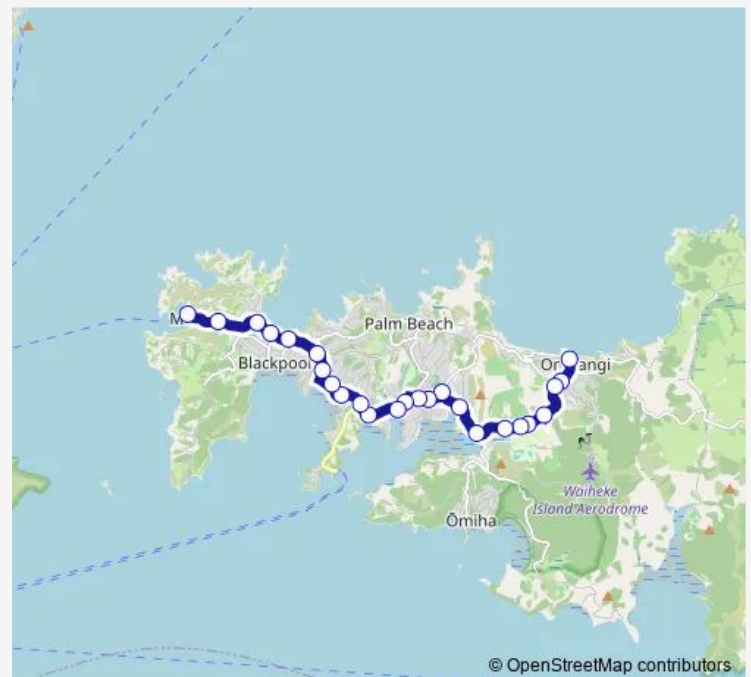 Palm Beach
Blackpool
Waiheke
Island Aerodrome
Ōmiha
© OpenStreetMap contributors